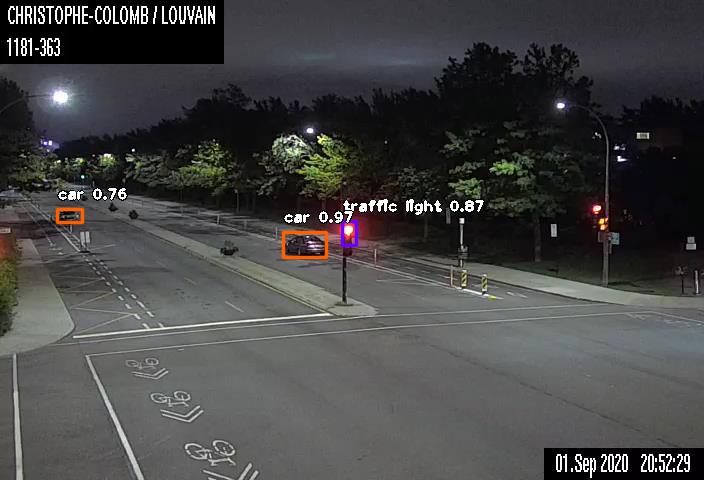 CHRISTOPHE-COLOMB / LOUVAIN
1181-363
car 0.76
car 0.97
traffic light 0.87
01.Sep 2020 20:52:29